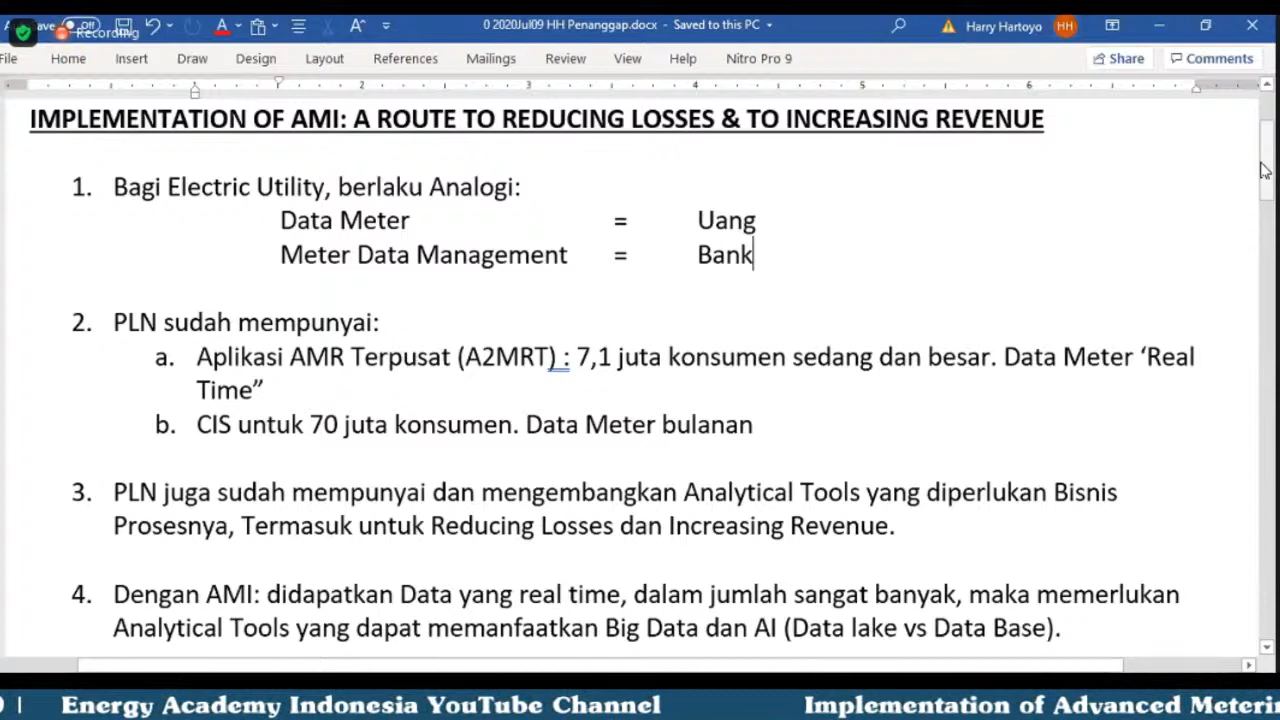 0 2020Jul09 HH Penanggap.docx - Saved to this PC
Harry Hartoyo HH
Off
Recording
File Home Insert Draw Design Layout References Mailings Review View Help Nitro Pro 9 Share Comments
2 3 4 5 6
IMPLEMENTATION OF AMI: A ROUTE TO REDUCING LOSSES & TO INCREASING REVENUE
1. Bagi Electric Utility, berlaku Analogi:
Data Meter = Uang
Meter Data Management = Bank
2. PLN sudah mempunyai:
a. Aplikasi AMR Terpusat (A2MRT) : 7,1 juta konsumen sedang dan besar. Data Meter ‘Real
Time”
b. CIS untuk 70 juta konsumen. Data Meter bulanan
3. PLN juga sudah mempunyai dan mengembangkan Analytical Tools yang diperlukan Bisnis
Prosesnya, Termasuk untuk Reducing Losses dan Increasing Revenue.
4. Dengan AMI: didapatkan Data yang real time, dalam jumlah sangat banyak, maka memerlukan
Analytical Tools yang dapat memanfaatkan Big Data dan AI (Data lake vs Data Base).
| Energy Academy Indonesia YouTube Channel Implementation of Advanced